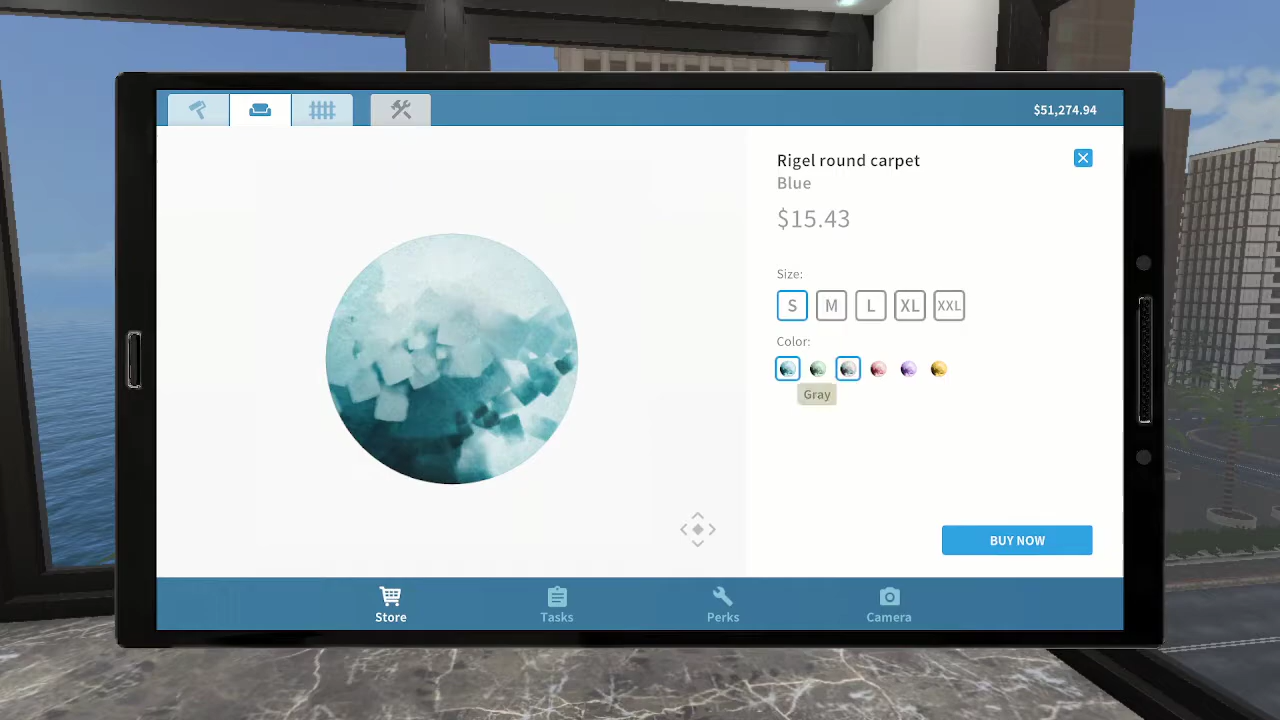 $51,274.94
Rigel round carpet
Blue
$15.43
Size:
S M L XL XXL
Color:
Gray
BUY NOW
Store Tasks Perks Camera